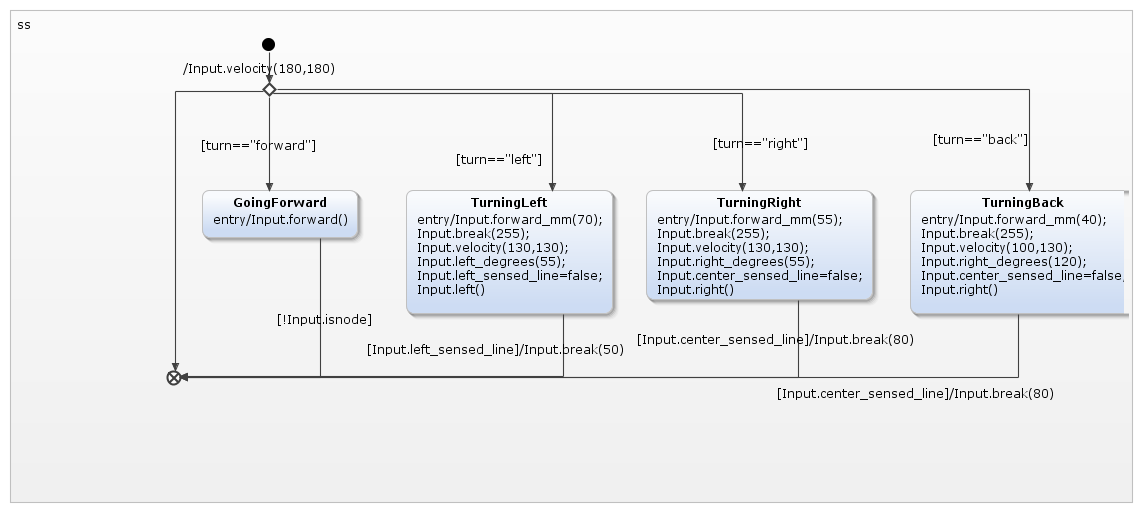 ss
/Input.velocity(180,180)
[turn=="forward"]
[turn=="left"]
[turn=="right"]
[turn=="back"]
GoingForward
entry/Input.forward()
TurningLeft
entry/Input.forward_mm(70);
Input.break(255);
Input.velocity(130,130);
Input.left_degrees(55);
Input.left_sensed_line=false;
Input.left()
TurningRight
entry/Input.forward_mm(55);
Input.break(255);
Input.velocity(130,130);
Input.right_degrees(55);
Input.center_sensed_line=false;
Input.right()
TurningBack
entry/Input.forward_mm(40);
Input.break(255);
Input.velocity(100,130);
Input.right_degrees(120);
Input.center_sensed_line=false;
Input.right()
[!Input.isnode]
[Input.left_sensed_line]/Input.break(50)
[Input.center_sensed_line]/Input.break(80)
[Input.center_sensed_line]/Input.break(80)